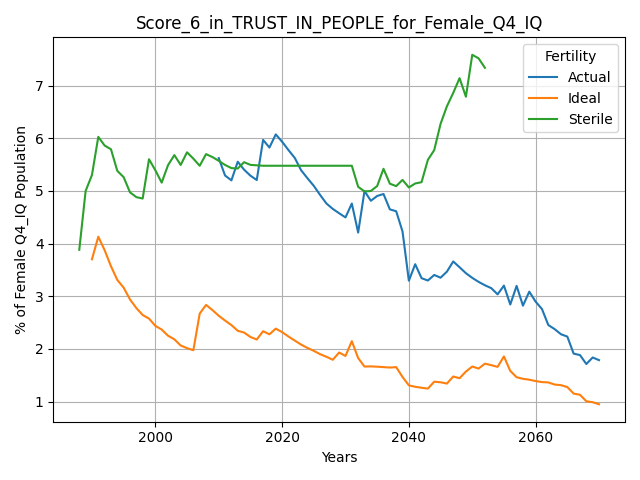 Score_6_in_TRUST_IN_PEOPLE_for_Female_Q4_IQ
Fertility
Actual
Ideal
Sterile
% of Female Q4_IQ Population
7
6
5
4
3
2
1
2000
2020
2040
2060
Years